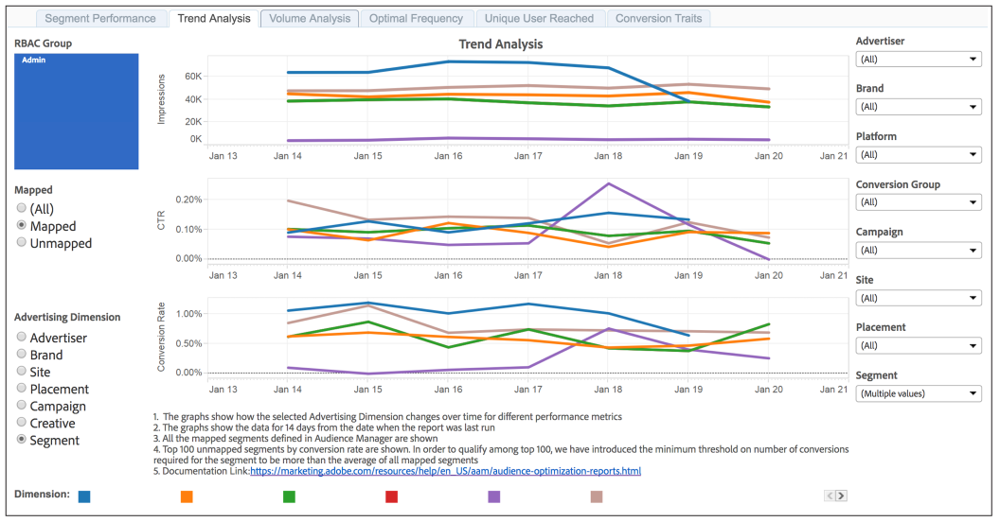 Segment Performance
Trend Analysis
Volume Analysis
Optimal Frequency
Unique User Reached
Conversion Traits
RBAC Group
Admin
Mapped
(All)
Mapped
Unmapped
Advertising Dimension
Advertiser
Brand
Site
Placement
Campaign
Creative
Segment
Trend Analysis
Impressions
60K
40K
20K
0K
Jan 13 Jan 14 Jan 15 Jan 16 Jan 17 Jan 18 Jan 19 Jan 20 Jan 21
CTR
0.20%
0.10%
0.00%
Jan 13 Jan 14 Jan 15 Jan 16 Jan 17 Jan 18 Jan 19 Jan 20 Jan 21
Conversion Rate
1.00%
0.50%
0.00%
Jan 13 Jan 14 Jan 15 Jan 16 Jan 17 Jan 18 Jan 19 Jan 20 Jan 21
1. The graphs show how the selected Advertising Dimension changes over time for different performance metrics
2. The graphs show the data for 14 days from the date when the report was last run
3. All the mapped segments defined in Audience Manager are shown
4. Top 100 unmapped segments by conversion rate are shown. In order to qualify among top 100, we have introduced the minimum threshold on number of conversions
required for the segment to be more than the average of all mapped segments
5. Documentation Link:https://marketing.adobe.com/resources/help/en_US/aam/audience-optimization-reports.html
Advertiser
(All)
Brand
(All)
Platform
(All)
Conversion Group
(All)
Campaign
(All)
Site
(All)
Placement
(All)
Segment
(Multiple values)
Dimension: